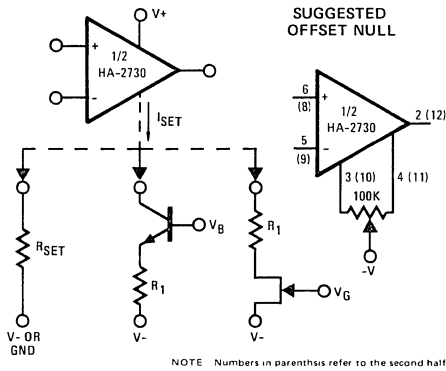 V+
+
1/2
HA-2730
-
ISET
RSET
V- OR
GND
VB
R1
V-
R1
VG
V-
SUGGESTED
OFFSET NULL
6
(8)
+
1/2
HA-2730
2 (12)
5
(9)
-
3 (10)
4 (11)
100K
-V
NOTE Numbers in parenthsis refer to the second half